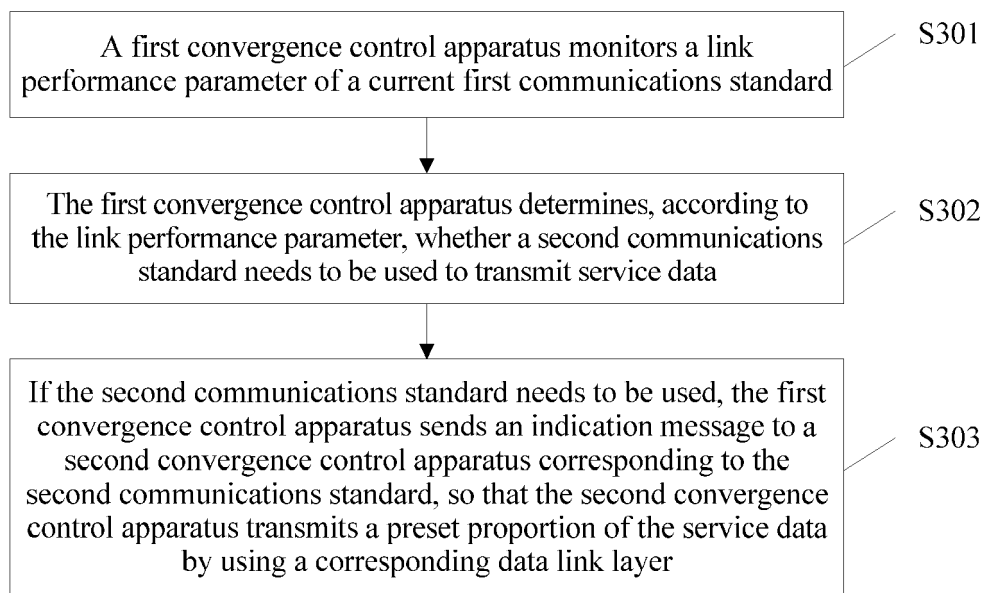 A first convergence control apparatus monitors a link
performance parameter of a current first communications standard
S301
The first convergence control apparatus determines, according to
the link performance parameter, whether a second communications
standard needs to be used to transmit service data
S302
If the second communications standard needs to be used, the first
convergence control apparatus sends an indication message to a
second convergence control apparatus corresponding to the
second communications standard, so that the second convergence
control apparatus transmits a preset proportion of the service data
by using a corresponding data link layer
S303